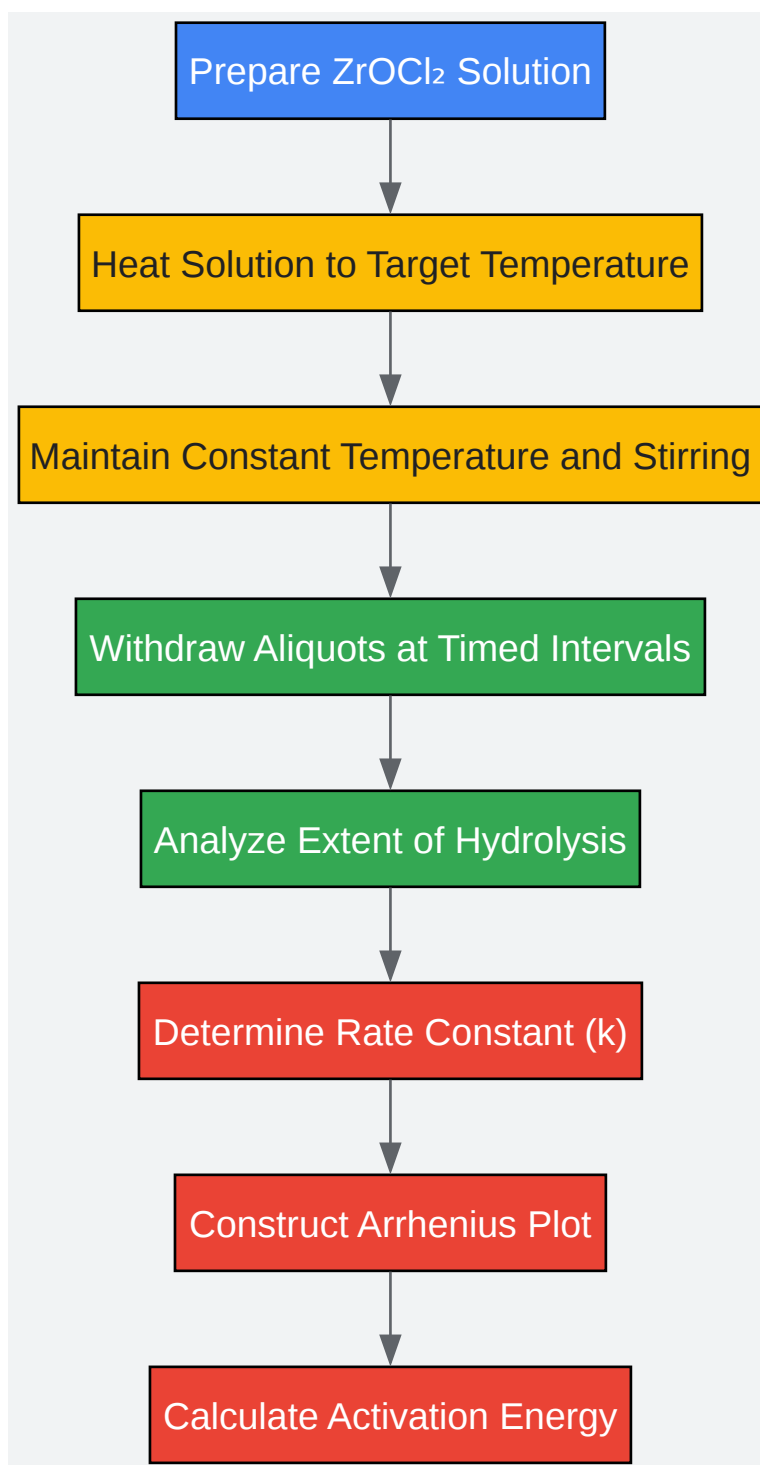 Prepare ZrOCl₂ Solution
Heat Solution to Target Temperature
Maintain Constant Temperature and Stirring
Withdraw Aliquots at Timed Intervals
Analyze Extent of Hydrolysis
Determine Rate Constant (k)
Construct Arrhenius Plot
Calculate Activation Energy